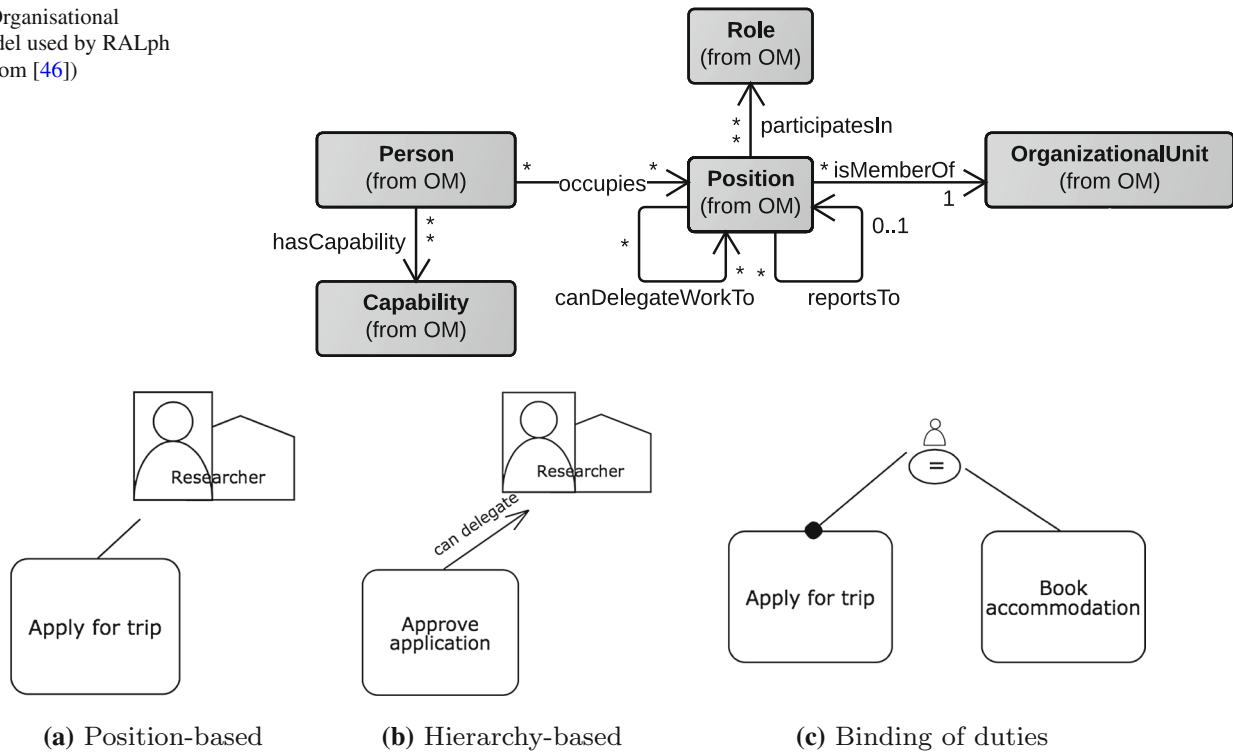 Organisational
del used by RALph
om [46])
Role
(from OM)
* * participatesIn
Person
(from OM)
* occupies *
Position
(from OM)
* isMemberOf
1
OrganizationalUnit
(from OM)
hasCapability
*
*
Capability
(from OM)
*
*
canDelegateWorkTo
0..1
*
reportsTo
Researcher
Apply for trip
Researcher
can delegate
Approve
application
=
Apply for trip
Book
accommodation
(a) Position-based
(b) Hierarchy-based
(c) Binding of duties